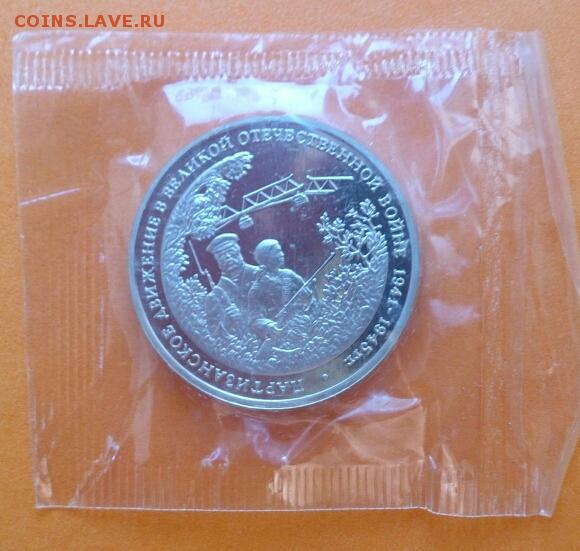 COINS.LAVE.RU
ПАРТИЗАНСКОЕ ДВИЖЕНИЕ В ВЕЛИКОЙ ОТЕЧЕСТВЕННОЙ ВОЙНЕ 1941-1945гг.